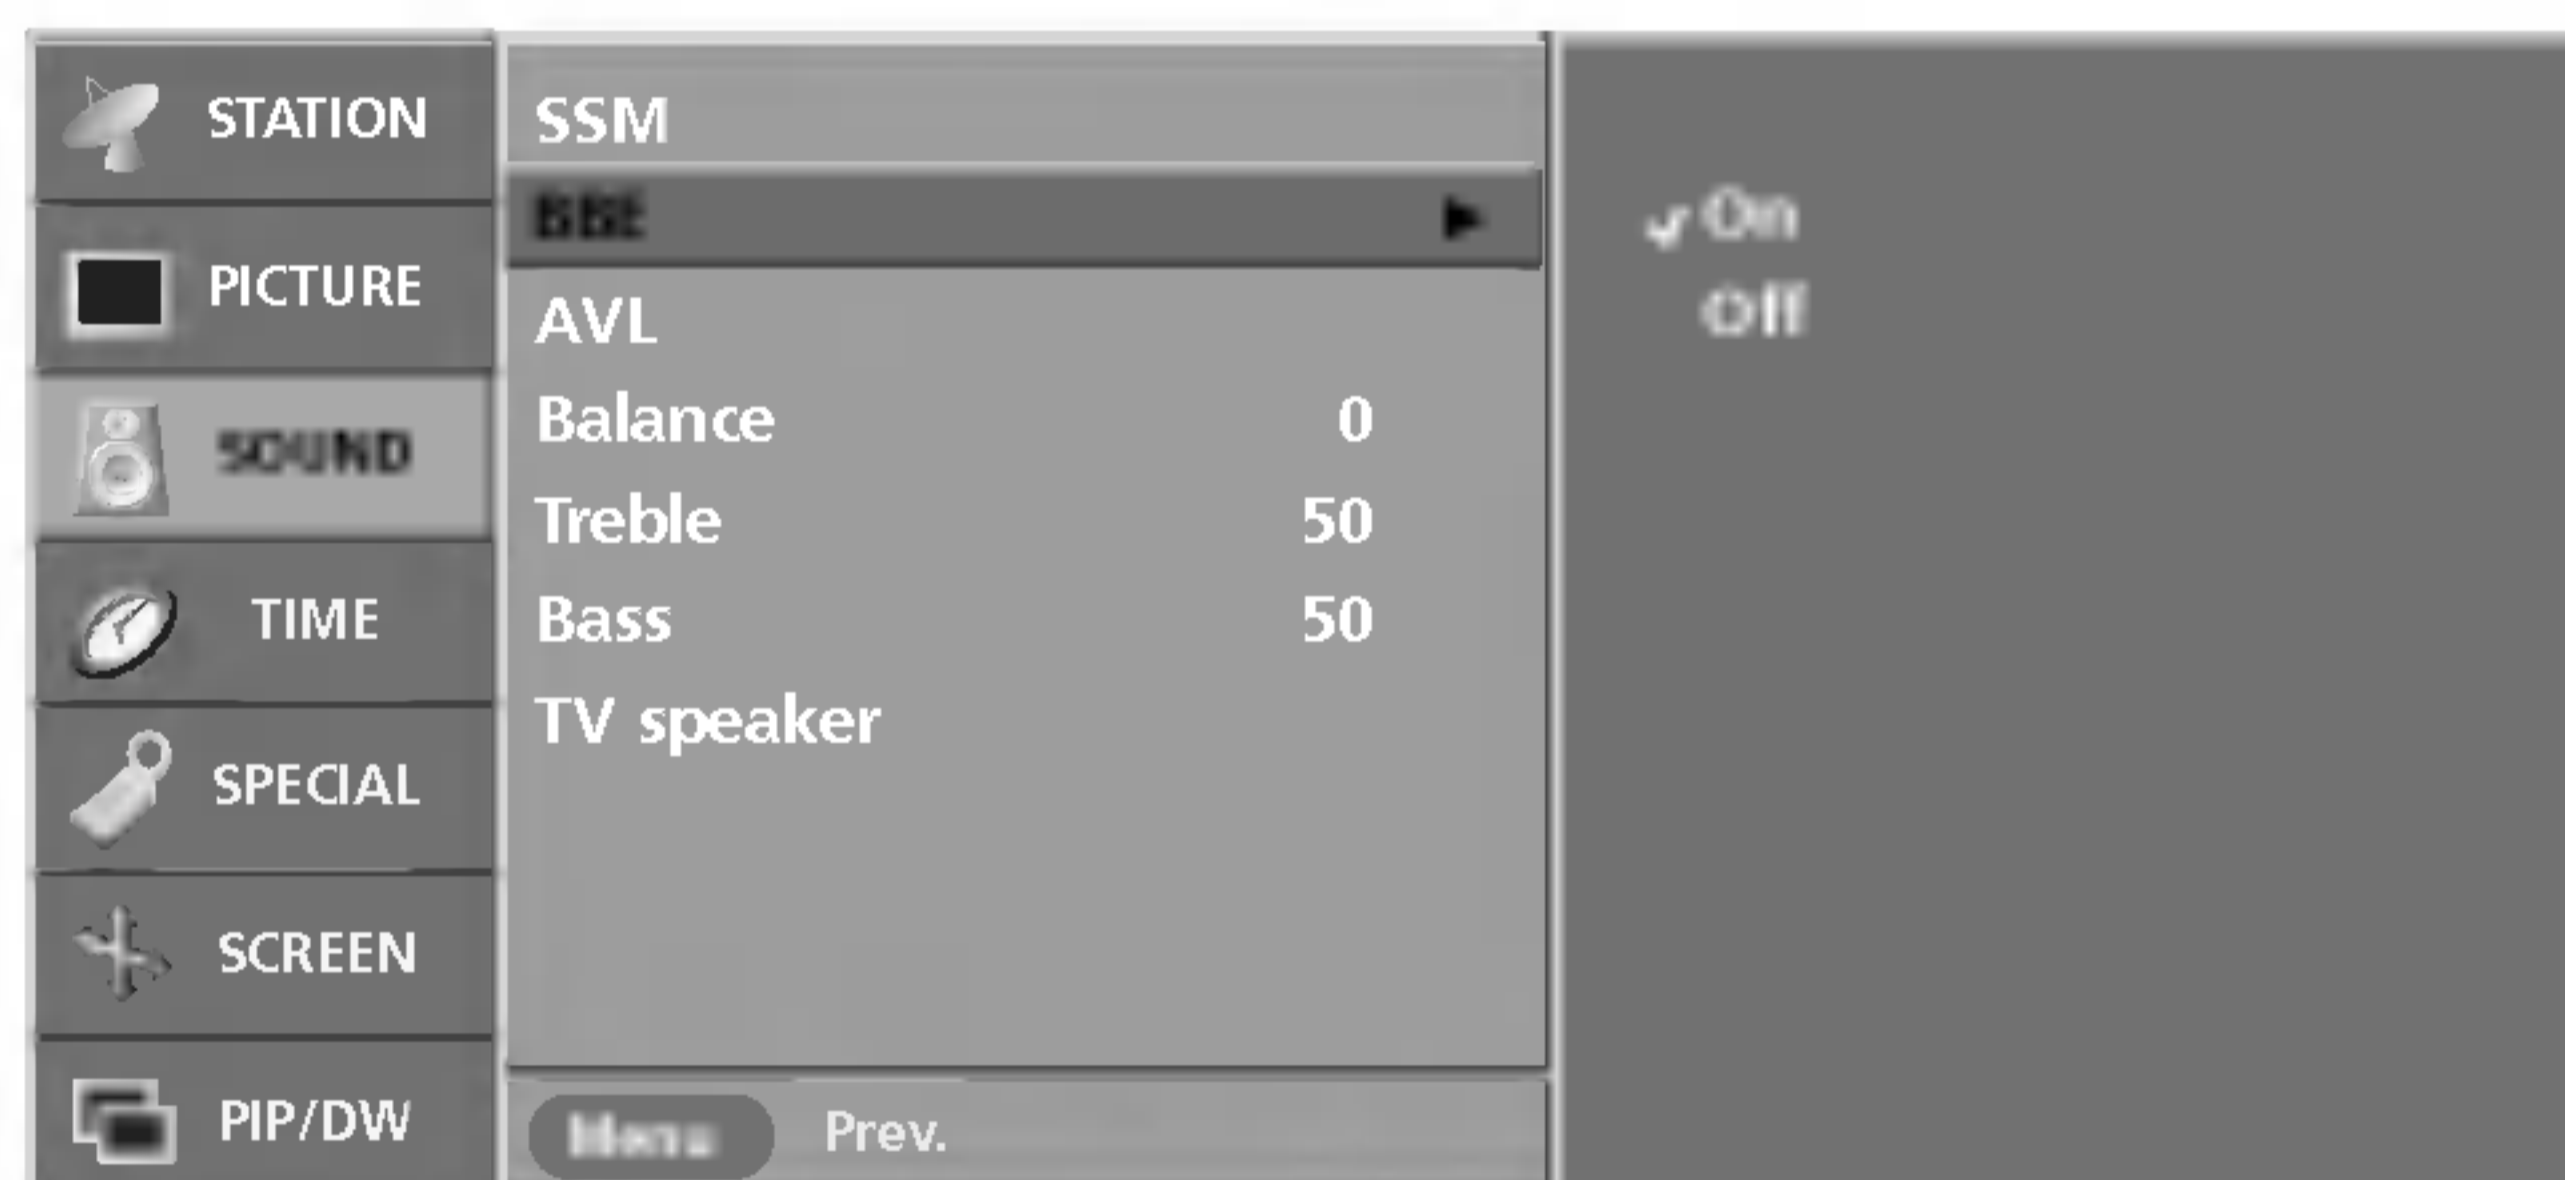 STATION
PICTURE
SOUND
TIME
SPECIAL
SCREEN
PIP/DW
SSM
BBE
AVL
Balance 0
Treble 50
Bass 50
TV speaker
Menu Prev.
On
Off